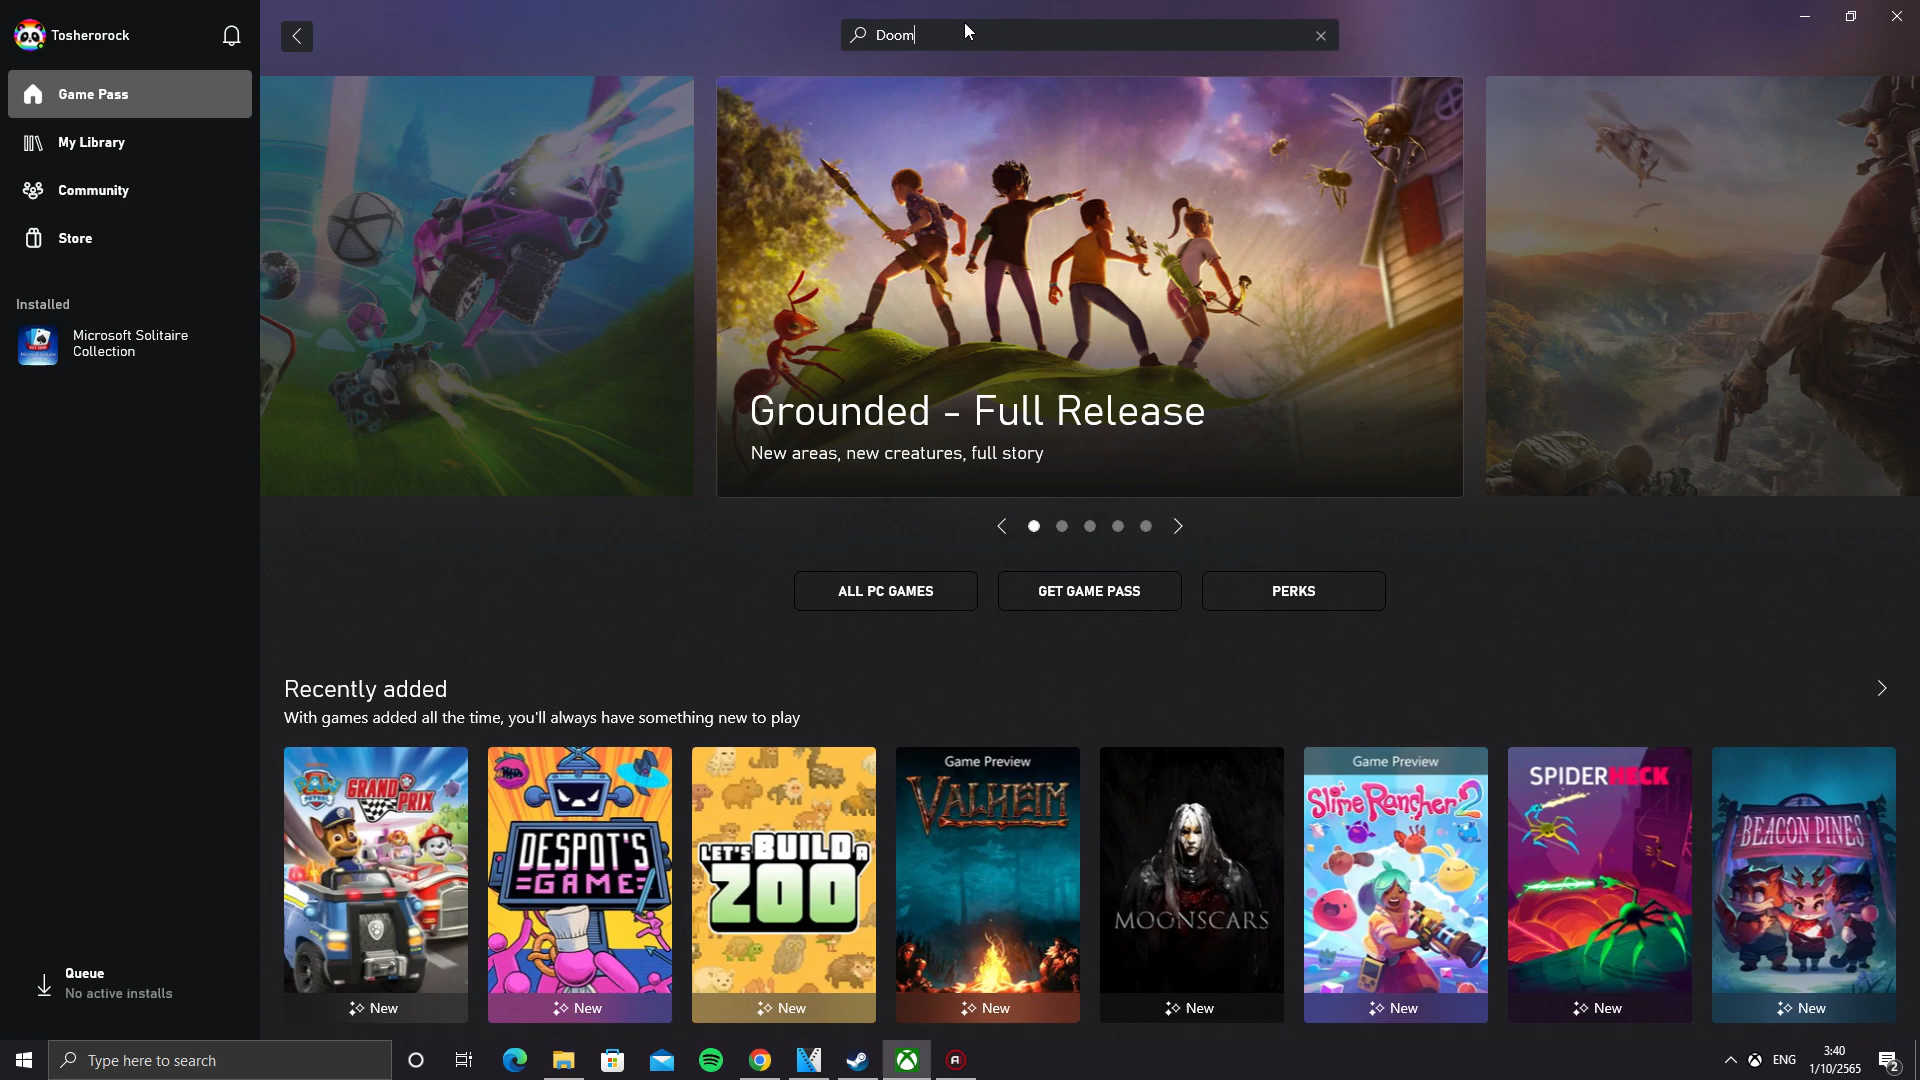 Tosherorock
Doom
Game Pass
My Library
Community
Store
Installed
Microsoft Solitaire
Collection
Grounded - Full Release
New areas, new creatures, full story
ALL PC GAMES
GET GAME PASS
PERKS
Recently added
With games added all the time, you'll always have something new to play
PAW PATROL
GRAND PRIX
New
DESPOT'S
GAME
New
LET'S BUILD A
ZOO
New
Game Preview
VALHEIM
New
MOONSCARS
New
Game Preview
Slime Rancher 2
New
SPIDERHECK
New
BEACON PINES
New
Queue
No active installs
Type here to search
ENG
3:40
1/10/2565
2